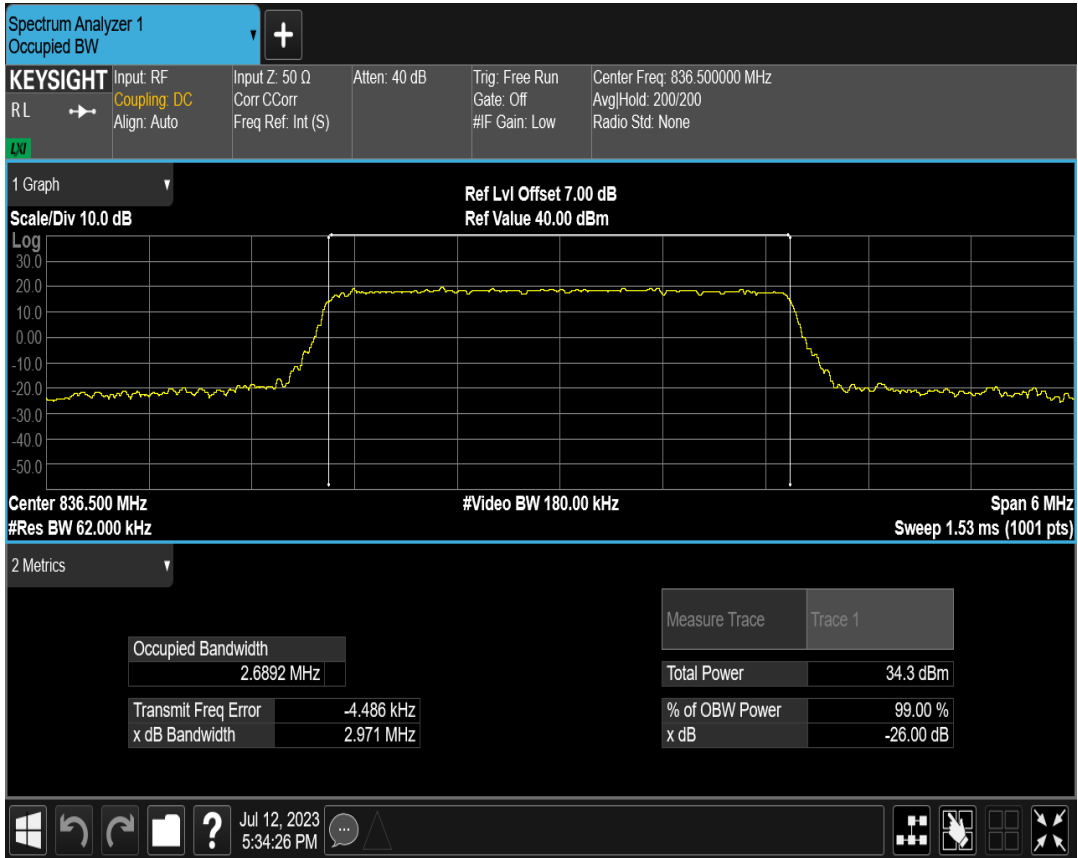 Spectrum Analyzer 1
Occupied BW
+
KEYSIGHT
R L
LXI
Input: RF
Coupling: DC
Align: Auto
Input Z: 50 Ω
Corr CCorr
Freq Ref: Int (S)
Atten: 40 dB
Trig: Free Run
Gate: Off
#IF Gain: Low
Center Freq: 836.500000 MHz
Avg|Hold: 200/200
Radio Std: None
1 Graph
Scale/Div 10.0 dB
Ref Lvl Offset 7.00 dB
Ref Value 40.00 dBm
Log
30.0
20.0
10.0
0.00
-10.0
-20.0
-30.0
-40.0
-50.0
Center 836.500 MHz
#Video BW 180.00 kHz
Span 6 MHz
#Res BW 62.000 kHz
Sweep 1.53 ms (1001 pts)
2 Metrics
Measure Trace Trace 1
Occupied Bandwidth
2.6892 MHz
Total Power 34.3 dBm
Transmit Freq Error -4.486 kHz
% of OBW Power 99.00 %
x dB Bandwidth 2.971 MHz
x dB -26.00 dB
?
Jul 12, 2023
5:34:26 PM